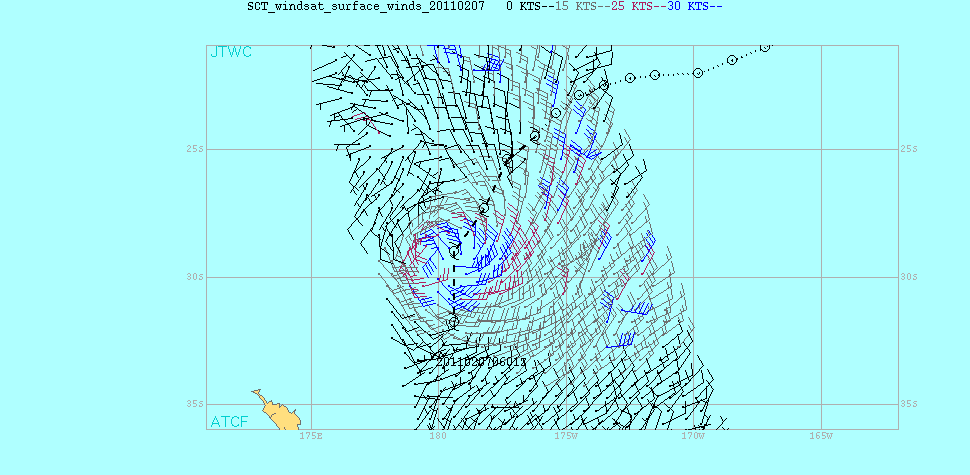 SCT_windsat_surface_winds_20110207 0 KTS--15 KTS--25 KTS--30 KTS--
JTWC
25S 25S
30S 30S
35S 35S
ATCF
175E 180 175W 170W 165W